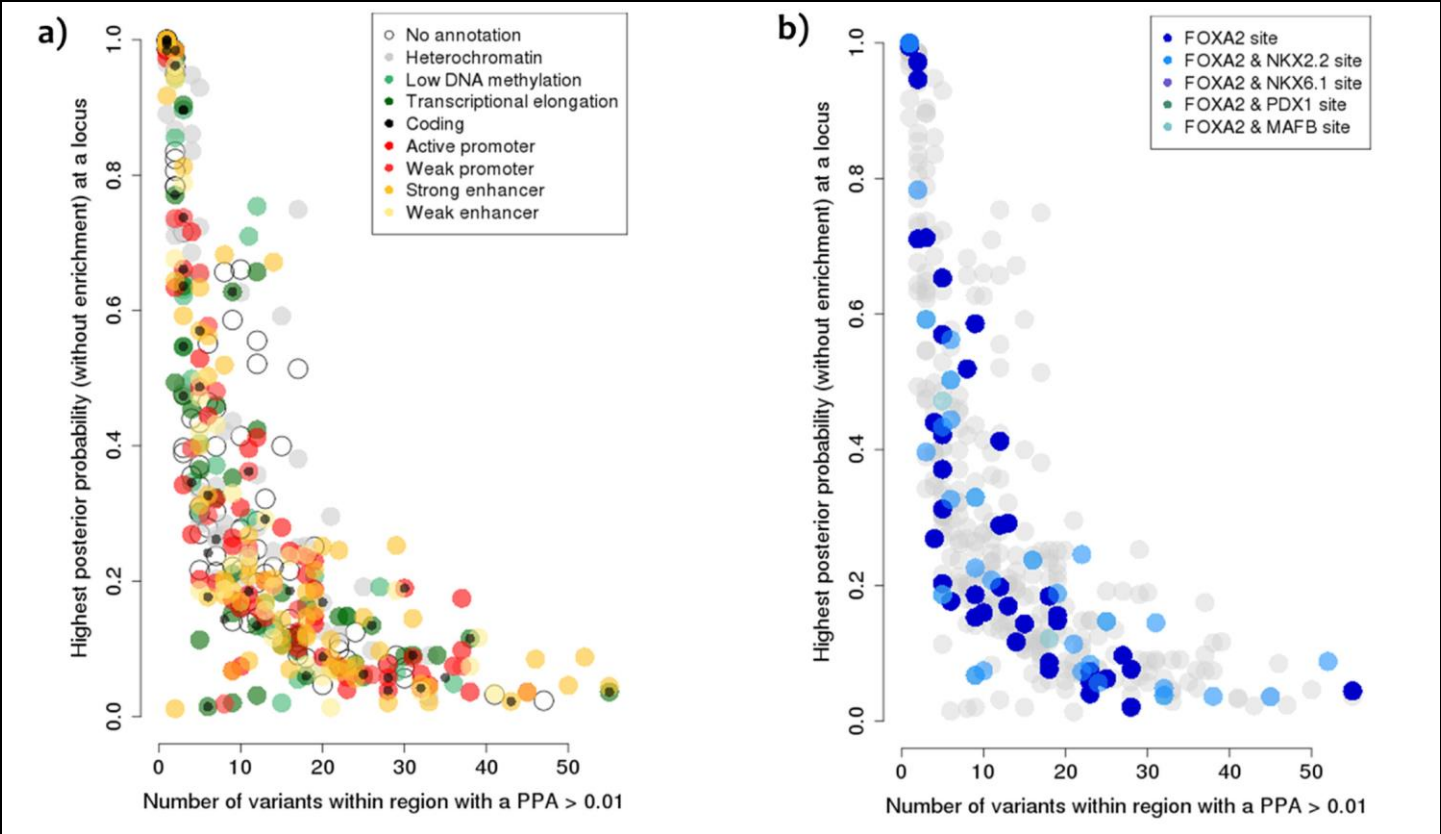 a)
No annotation
Heterochromatin
Low DNA methylation
Transcriptional elongation
Coding
Active promoter
Weak promoter
Strong enhancer
Weak enhancer
Highest posterior probability (without enrichment) at a locus
1.0
0.8
0.6
0.4
0.2
0.0
0 10 20 30 40 50
Number of variants within region with a PPA > 0.01
b)
FOXA2 site
FOXA2 & NKX2.2 site
FOXA2 & NKX6.1 site
FOXA2 & PDX1 site
FOXA2 & MAFB site
Highest posterior probability (without enrichment) at a locus
1.0
0.8
0.6
0.4
0.2
0.0
0 10 20 30 40 50
Number of variants within region with a PPA > 0.01